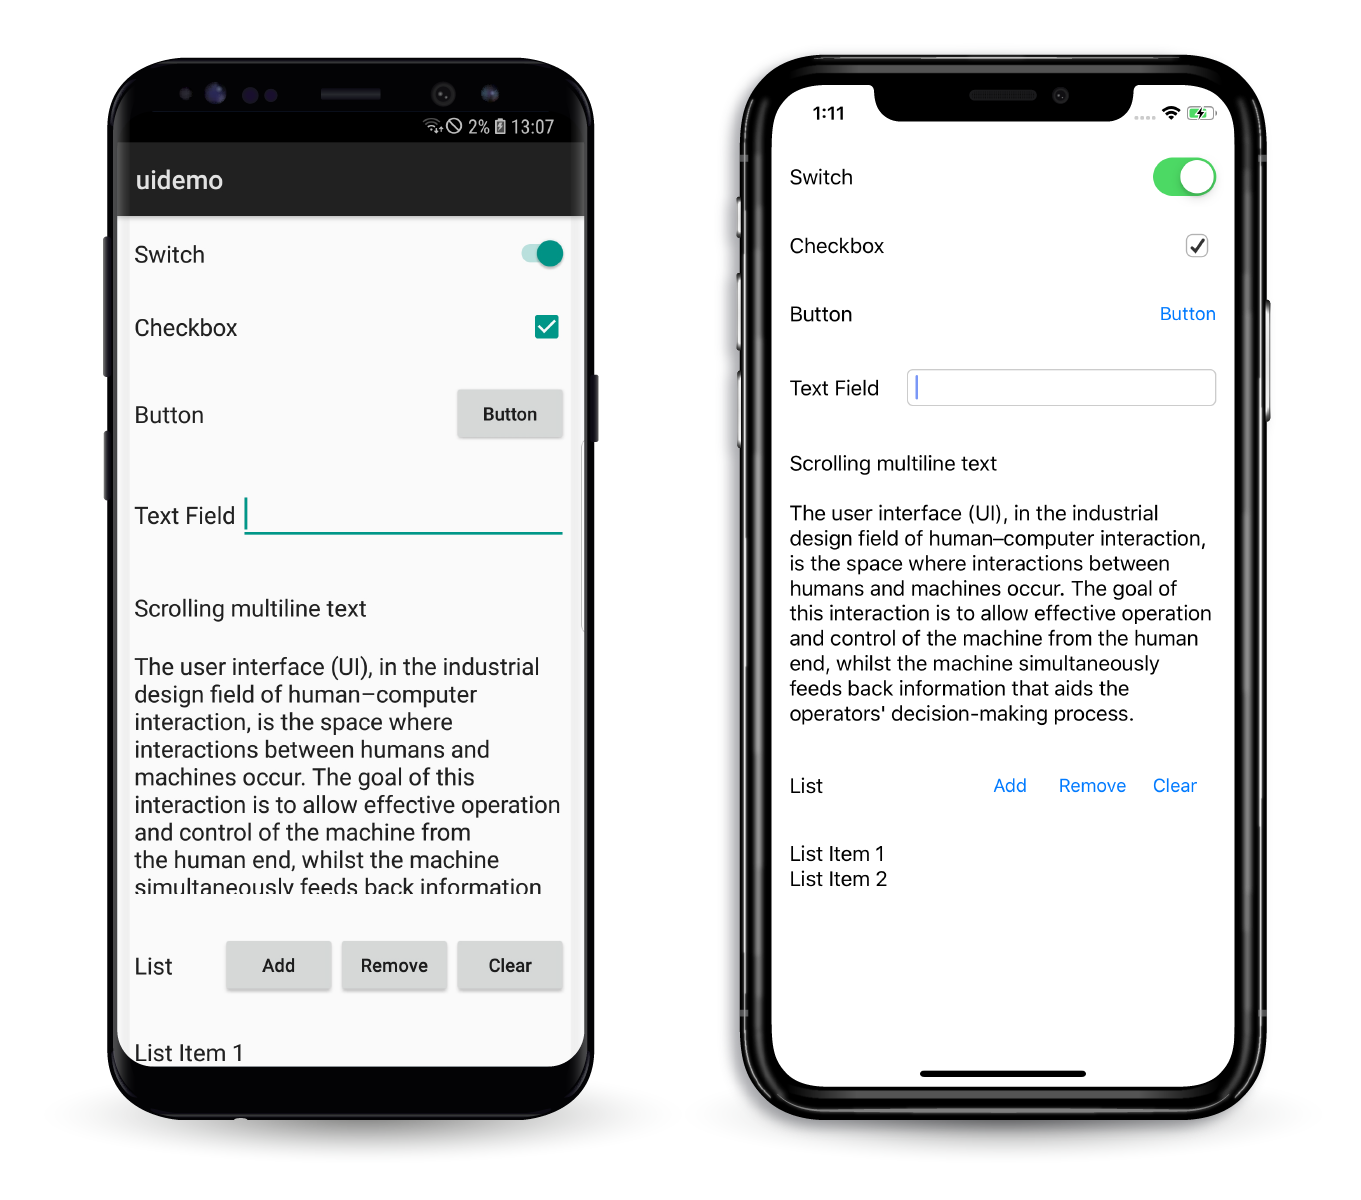 2% 13:07
uidemo
Switch
Checkbox
Button Button
Text Field
Scrolling multiline text
The user interface (UI), in the industrial
design field of human–computer
interaction, is the space where
interactions between humans and
machines occur. The goal of this
interaction is to allow effective operation
and control of the machine from
the human end, whilst the machine
simultaneously feeds back information
List Add Remove Clear
List Item 1
1:11
Switch
Checkbox
Button Button
Text Field
Scrolling multiline text
The user interface (UI), in the industrial
design field of human–computer interaction,
is the space where interactions between
humans and machines occur. The goal of
this interaction is to allow effective operation
and control of the machine from the human
end, whilst the machine simultaneously
feeds back information that aids the
operators' decision-making process.
List Add Remove Clear
List Item 1
List Item 2